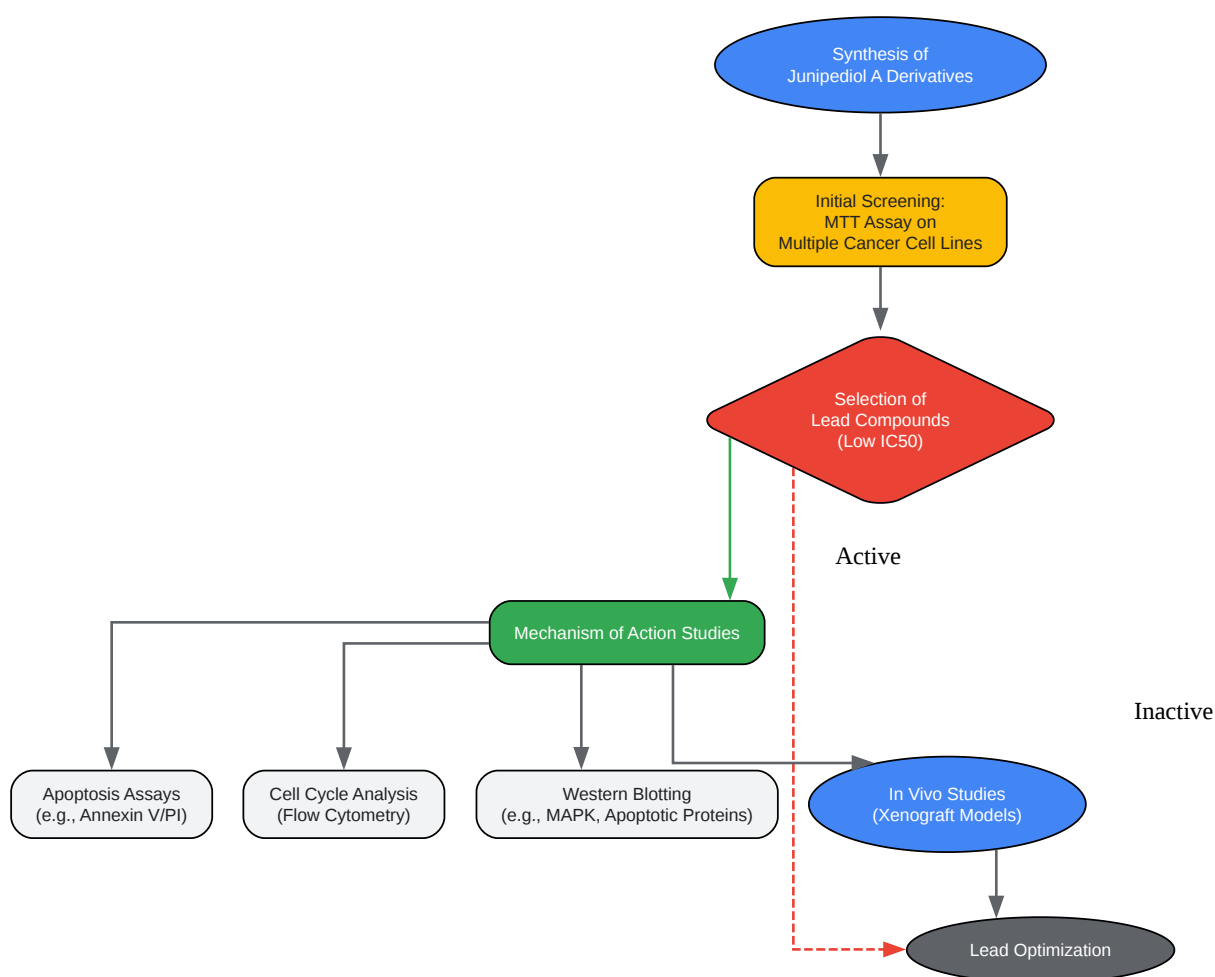 Synthesis of
Junipediol A Derivatives
Initial Screening:
MTT Assay on
Multiple Cancer Cell Lines
Selection of
Lead Compounds
(Low IC50)
Active
Mechanism of Action Studies
Inactive
Apoptosis Assays
(e.g., Annexin V/PI)
Cell Cycle Analysis
(Flow Cytometry)
Western Blotting
(e.g., MAPK, Apoptotic Proteins)
In Vivo Studies
(Xenograft Models)
Lead Optimization